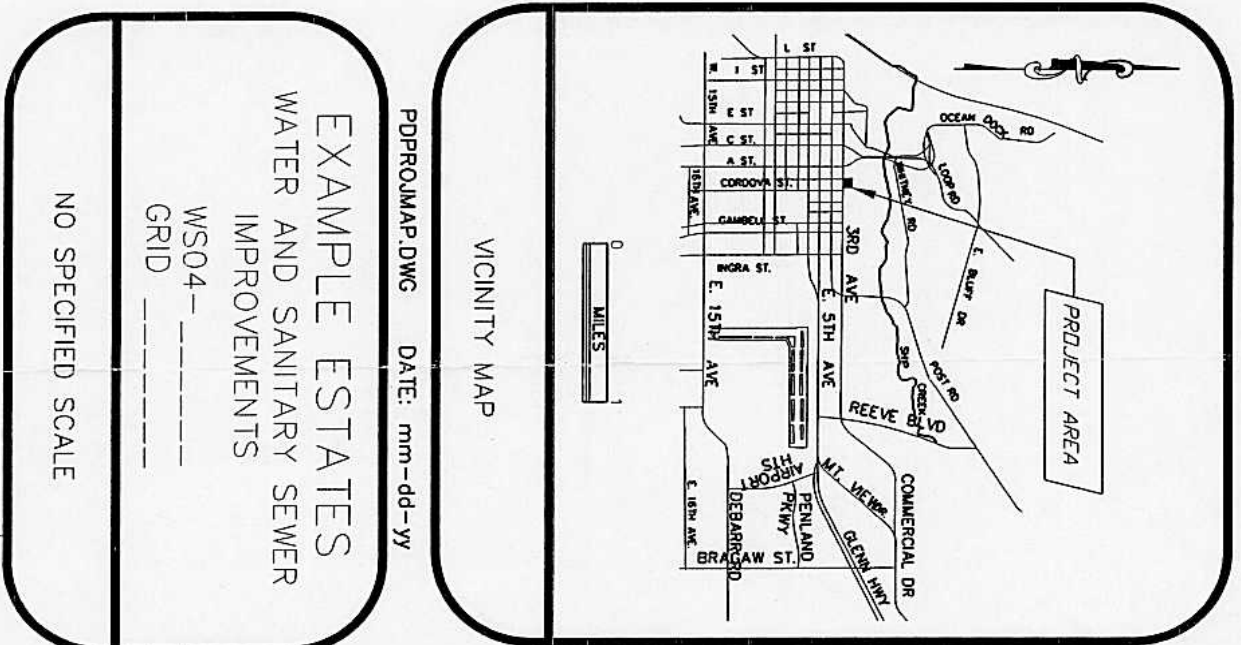 PROJECT AREA
OCEAN DOCK RD
LOOP RD
WHITNEY RD
E. BLUFF DR
POST RD
SHIP CREEK
REEVE BLVD
COMMERCIAL DR
MT. VIEW DR.
GLENN HWY
AIRPORT HTS
PENLAND PKWY
DEBARR RD
BRAGAW ST.
E. 16TH AVE.
3RD AVE
E. 5TH AVE
E. 15TH AVE
L ST
I ST
E ST
C ST.
A ST.
CORDOVA ST.
GAMBELL ST.
INGRA ST.
W. 15TH AVE
16TH AVE.
0 1
MILES
VICINITY MAP
PDPROJMAP.DWG DATE: mm-dd-yy
EXAMPLE ESTATES
WATER AND SANITARY SEWER
IMPROVEMENTS
WS04-______
GRID ______
NO SPECIFIED SCALE